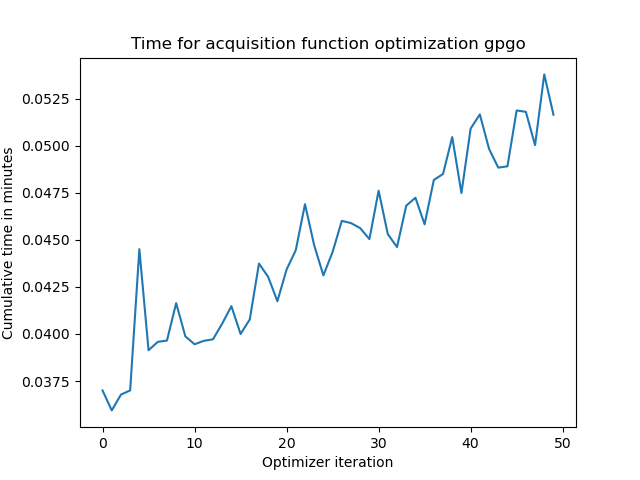 Time for acquisition function optimization gpgo
Cumulative time in minutes
0.0525
0.0500
0.0475
0.0450
0.0425
0.0400
0.0375
0 10 20 30 40 50
Optimizer iteration